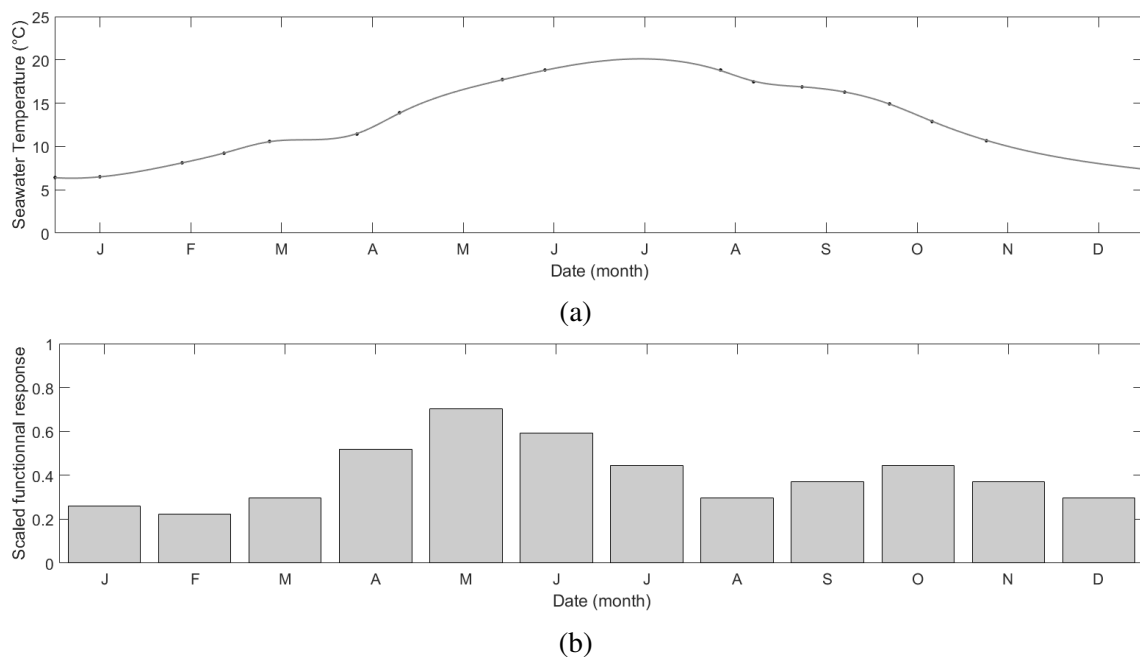 Seawater Temperature (°C)
25
20
15
10
5
0
J F M A M J J A S O N D
Date (month)
(a)
Scaled functionnal response
1
0.8
0.6
0.4
0.2
0
J F M A M J J A S O N D
Date (month)
(b)